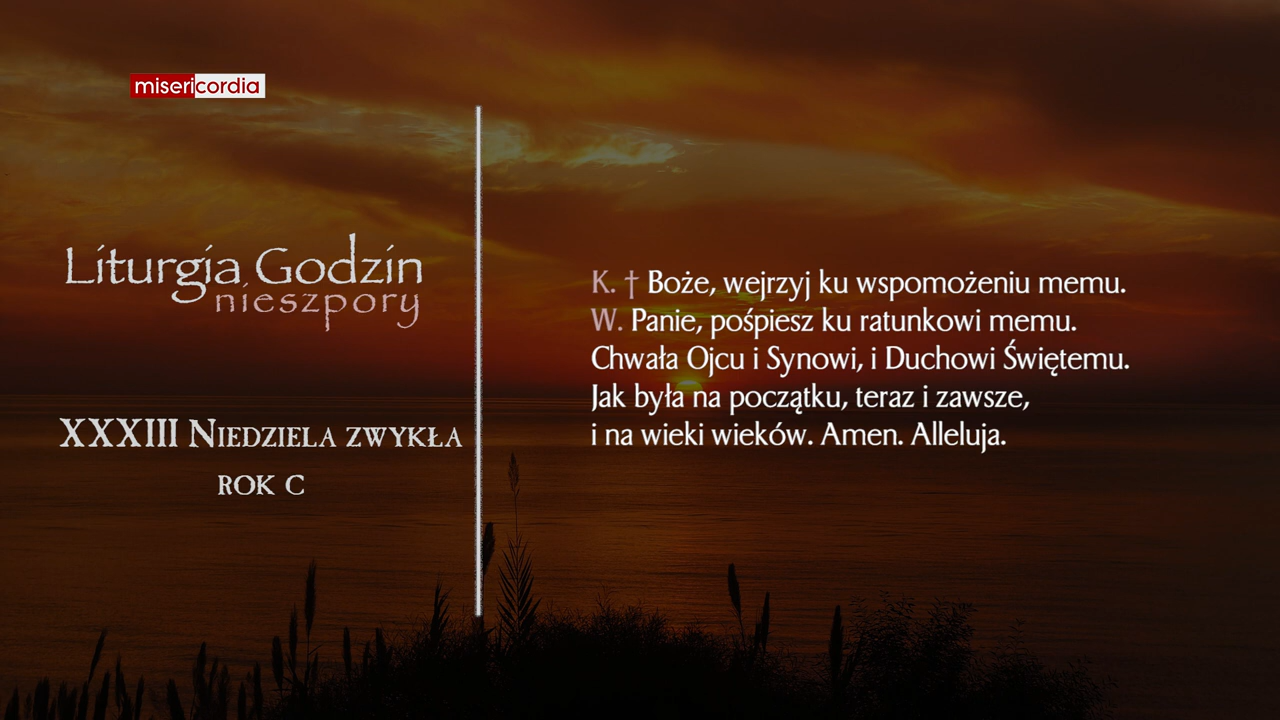 misericordia
Liturgia Godzin
nieszpory
XXXIII Niedziela zwykła
rok C
K. † Boże, wejrzyj ku wspomożeniu memu.
W. Panie, pośpiesz ku ratunkowi memu.
Chwała Ojcu i Synowi, i Duchowi Świętemu.
Jak była na początku, teraz i zawsze,
i na wieki wieków. Amen. Alleluja.